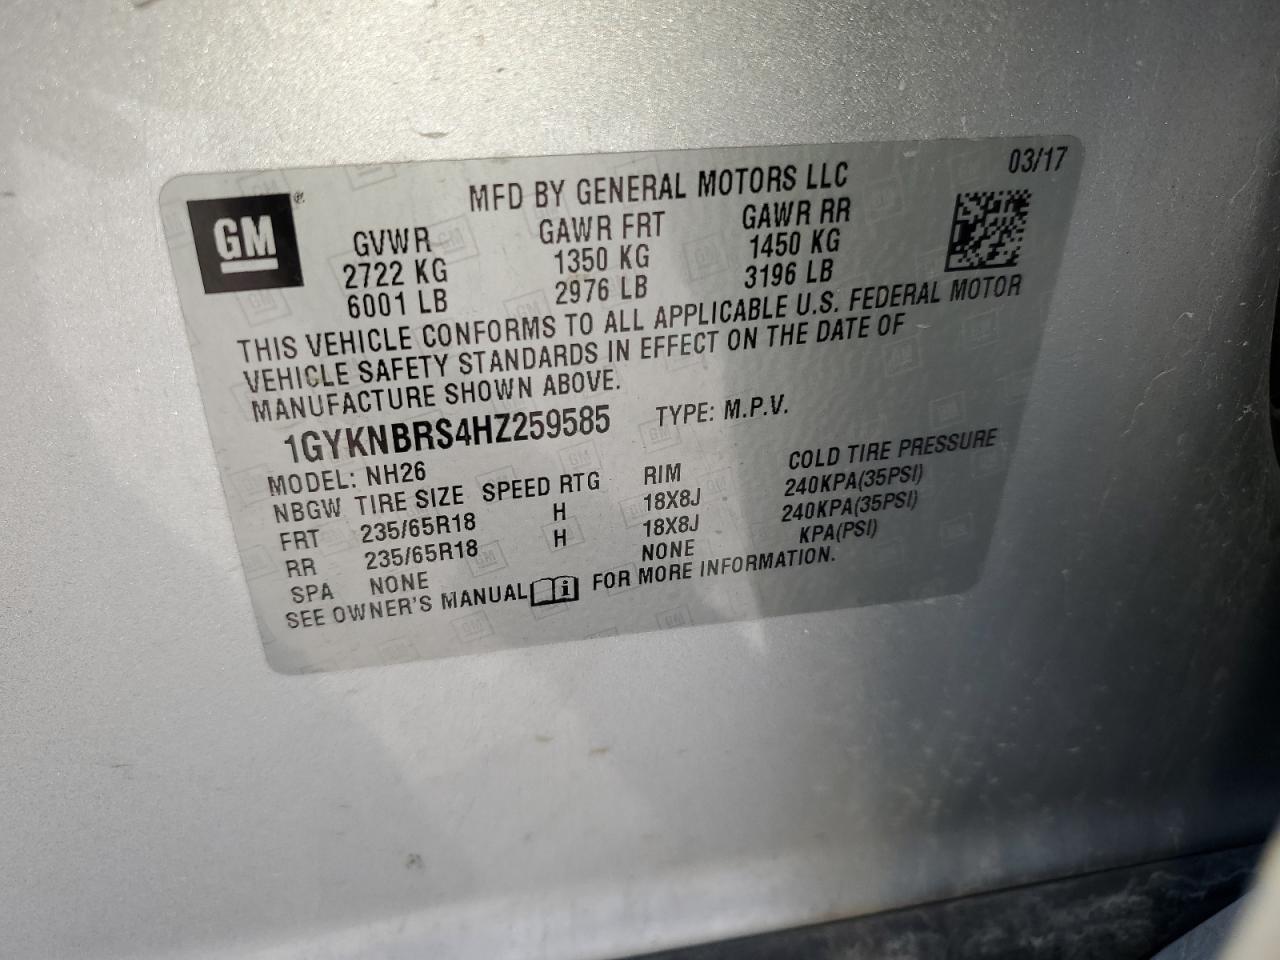 03/17
GM
MFD BY GENERAL MOTORS LLC
GVWR GAWR FRT GAWR RR
2722 KG 1350 KG 1450 KG
6001 LB 2976 LB 3196 LB
THIS VEHICLE CONFORMS TO ALL APPLICABLE U.S. FEDERAL MOTOR
VEHICLE SAFETY STANDARDS IN EFFECT ON THE DATE OF
MANUFACTURE SHOWN ABOVE.
1GYKNBRS4HZ259585 TYPE: M.P.V.
MODEL: NH26
NBGW TIRE SIZE SPEED RTG RIM COLD TIRE PRESSURE
FRT 235/65R18 H 18X8J 240KPA(35PSI)
RR 235/65R18 H 18X8J 240KPA(35PSI)
SPA NONE NONE KPA(PSI)
SEE OWNER'S MANUAL i FOR MORE INFORMATION.